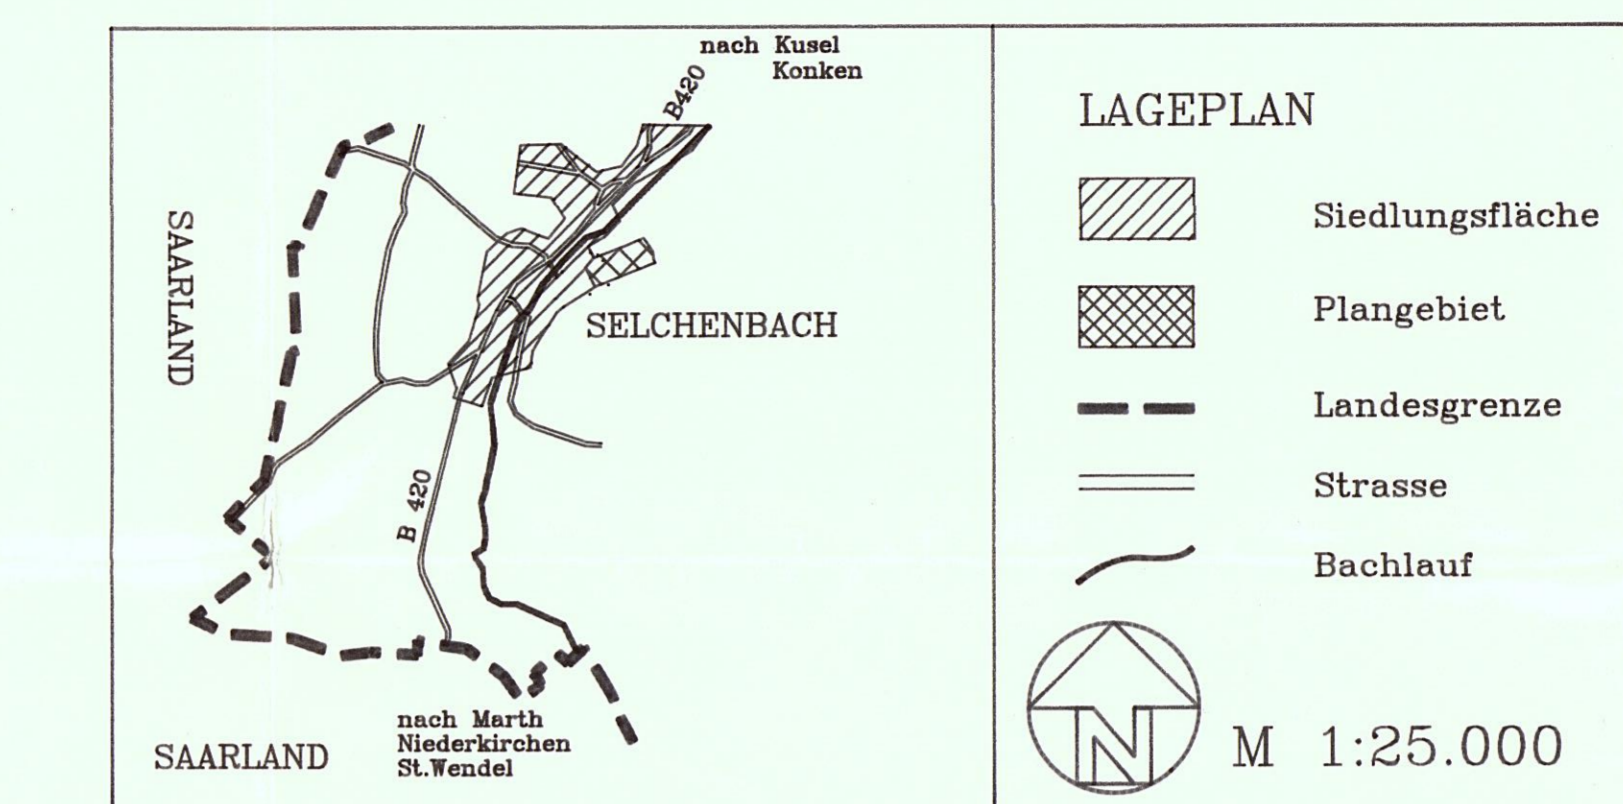 nach Kusel
Konken
B420
SAARLAND
SELCHENBACH
B 420
nach Marth
Niederkirchen
St.Wendel
SAARLAND
LAGEPLAN
Siedlungsfläche
Plangebiet
Landesgrenze
Strasse
Bachlauf
N
M 1:25.000